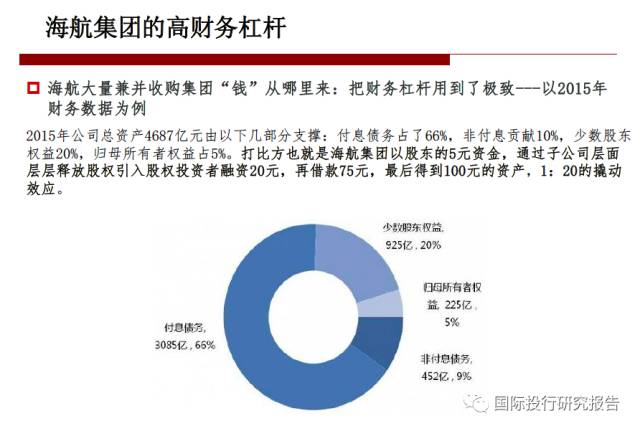 海航集团的高财务杠杆
海航大量兼并收购集团“钱”从哪里来：把财务杠杆用到了极致---以2015年
财务数据为例
2015年公司总资产4687亿元由以下几部分支撑：付息债务占了66%，非付息贡献10%，少数股东
权益20%，归母所有者权益占5%。打比方也就是海航集团以股东的5元资金，通过子公司层面
层层释放股权引入股权投资者融资20元，再借款75元，最后得到100元的资产，1：20的撬动
效应。
少数股东权益,
925亿, 20%
归母所有者权
益, 225亿,
5%
付息债务,
3085亿, 66%
非付息债务,
452亿, 9%
国际投行研究报告